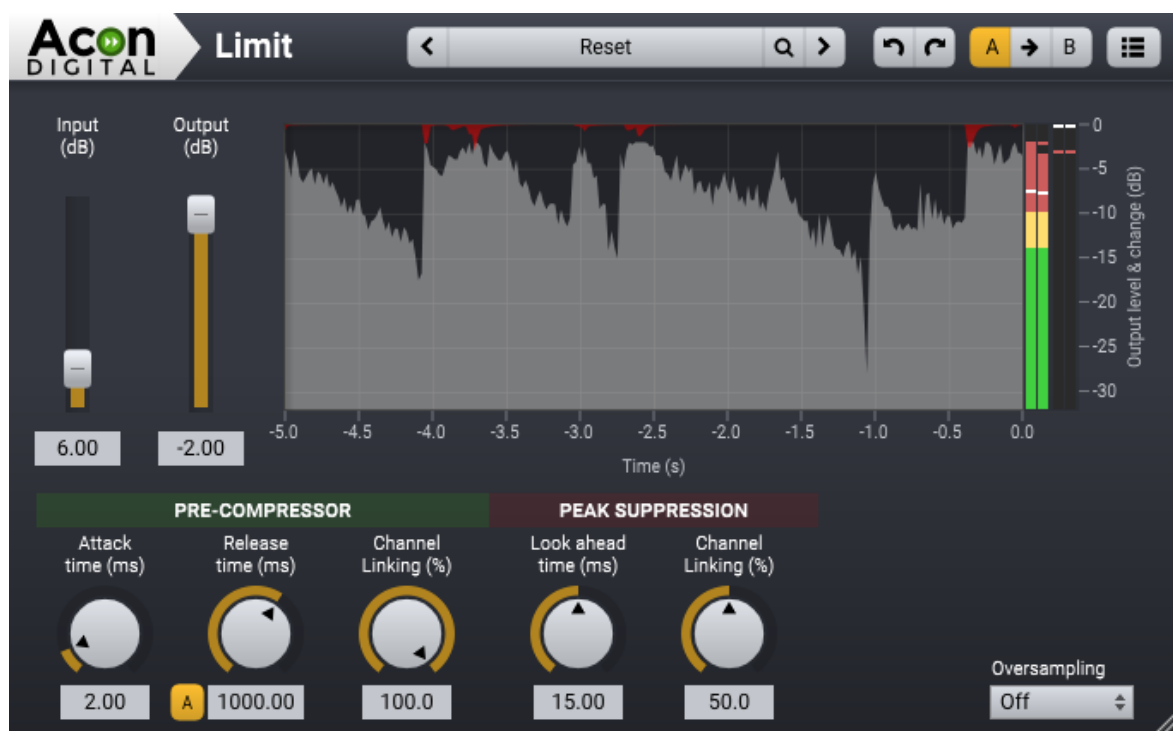 Acon
DIGITAL
Limit
Reset
A
B
Input
(dB)
Output
(dB)
6.00
-2.00
0
-5
-10
-15
-20
-25
-30
Output level & change (dB)
-5.0
-4.5
-4.0
-3.5
-3.0
-2.5
-2.0
-1.5
-1.0
-0.5
0.0
Time (s)
PRE-COMPRESSOR
PEAK SUPPRESSION
Attack
time (ms)
Release
time (ms)
Channel
Linking (%)
Look ahead
time (ms)
Channel
Linking (%)
2.00
A
1000.00
100.0
15.00
50.0
Oversampling
Off